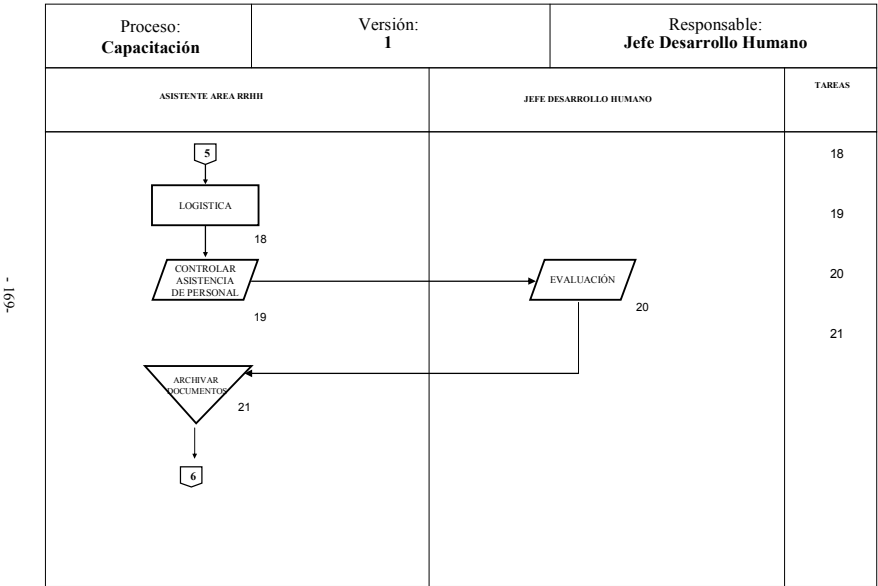 Proceso:
Capacitación
Versión:
1
Responsable:
Jefe Desarrollo Humano
ASISTENTE AREA RRHH
JEFE DESARROLLO HUMANO
TAREAS
5
LOGISTICA
18
CONTROLAR
ASISTENCIA
DE PERSONAL
19
EVALUACIÓN
20
ARCHIVAR
DOCUMENTOS
21
6
18
19
20
21
- 169-